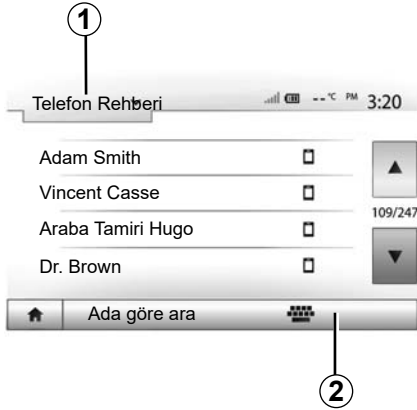 1
Telefon Rehberi -- °C PM 3:20
Adam Smith
Vincent Casse
109/247
Araba Tamiri Hugo
Dr. Brown
Ada göre ara
2